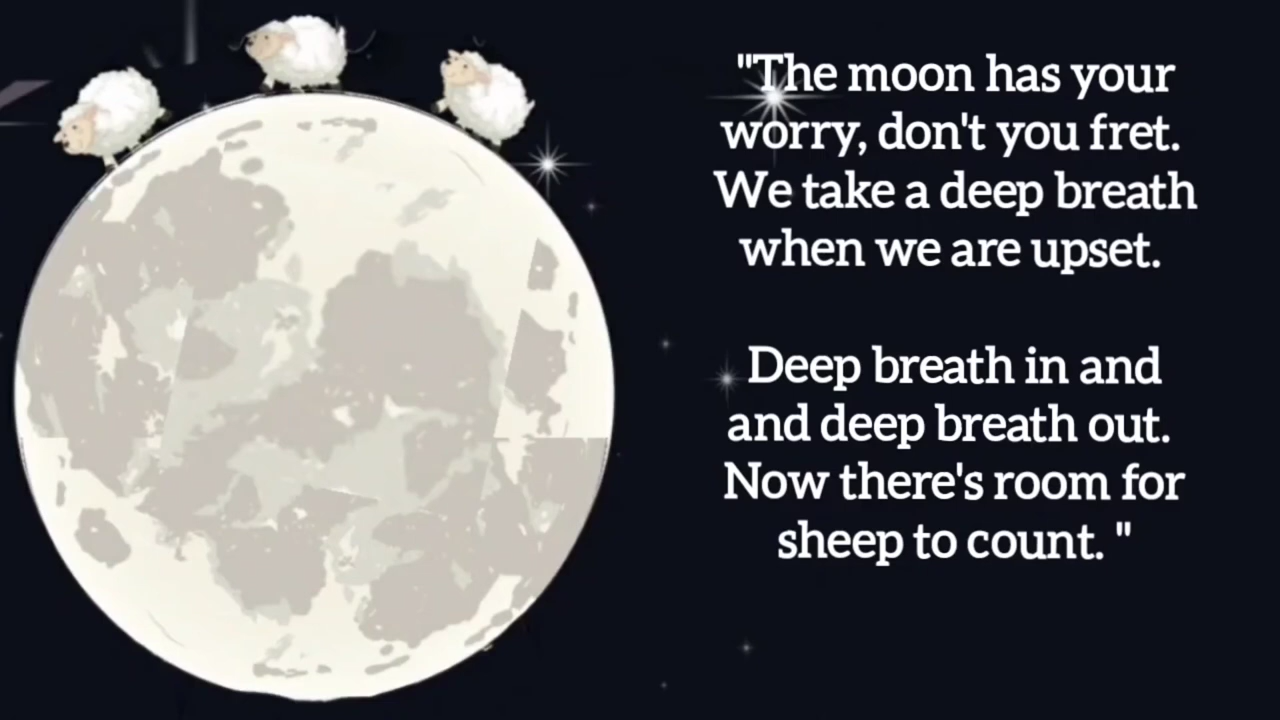 "The moon has your
worry, don't you fret.
We take a deep breath
when we are upset.
Deep breath in and
and deep breath out.
Now there's room for
sheep to count. "